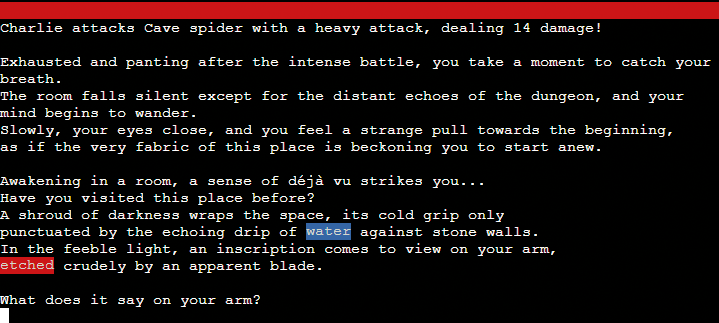 Charlie attacks Cave spider with a heavy attack, dealing 14 damage!
Exhausted and panting after the intense battle, you take a moment to catch your
breath.
The room falls silent except for the distant echoes of the dungeon, and your
mind begins to wander.
Slowly, your eyes close, and you feel a strange pull towards the beginning,
as if the very fabric of this place is beckoning you to start anew.
Awakening in a room, a sense of déjà vu strikes you...
Have you visited this place before?
A shroud of darkness wraps the space, its cold grip only
punctuated by the echoing drip of water against stone walls.
In the feeble light, an inscription comes to view on your arm,
etched crudely by an apparent blade.
What does it say on your arm?